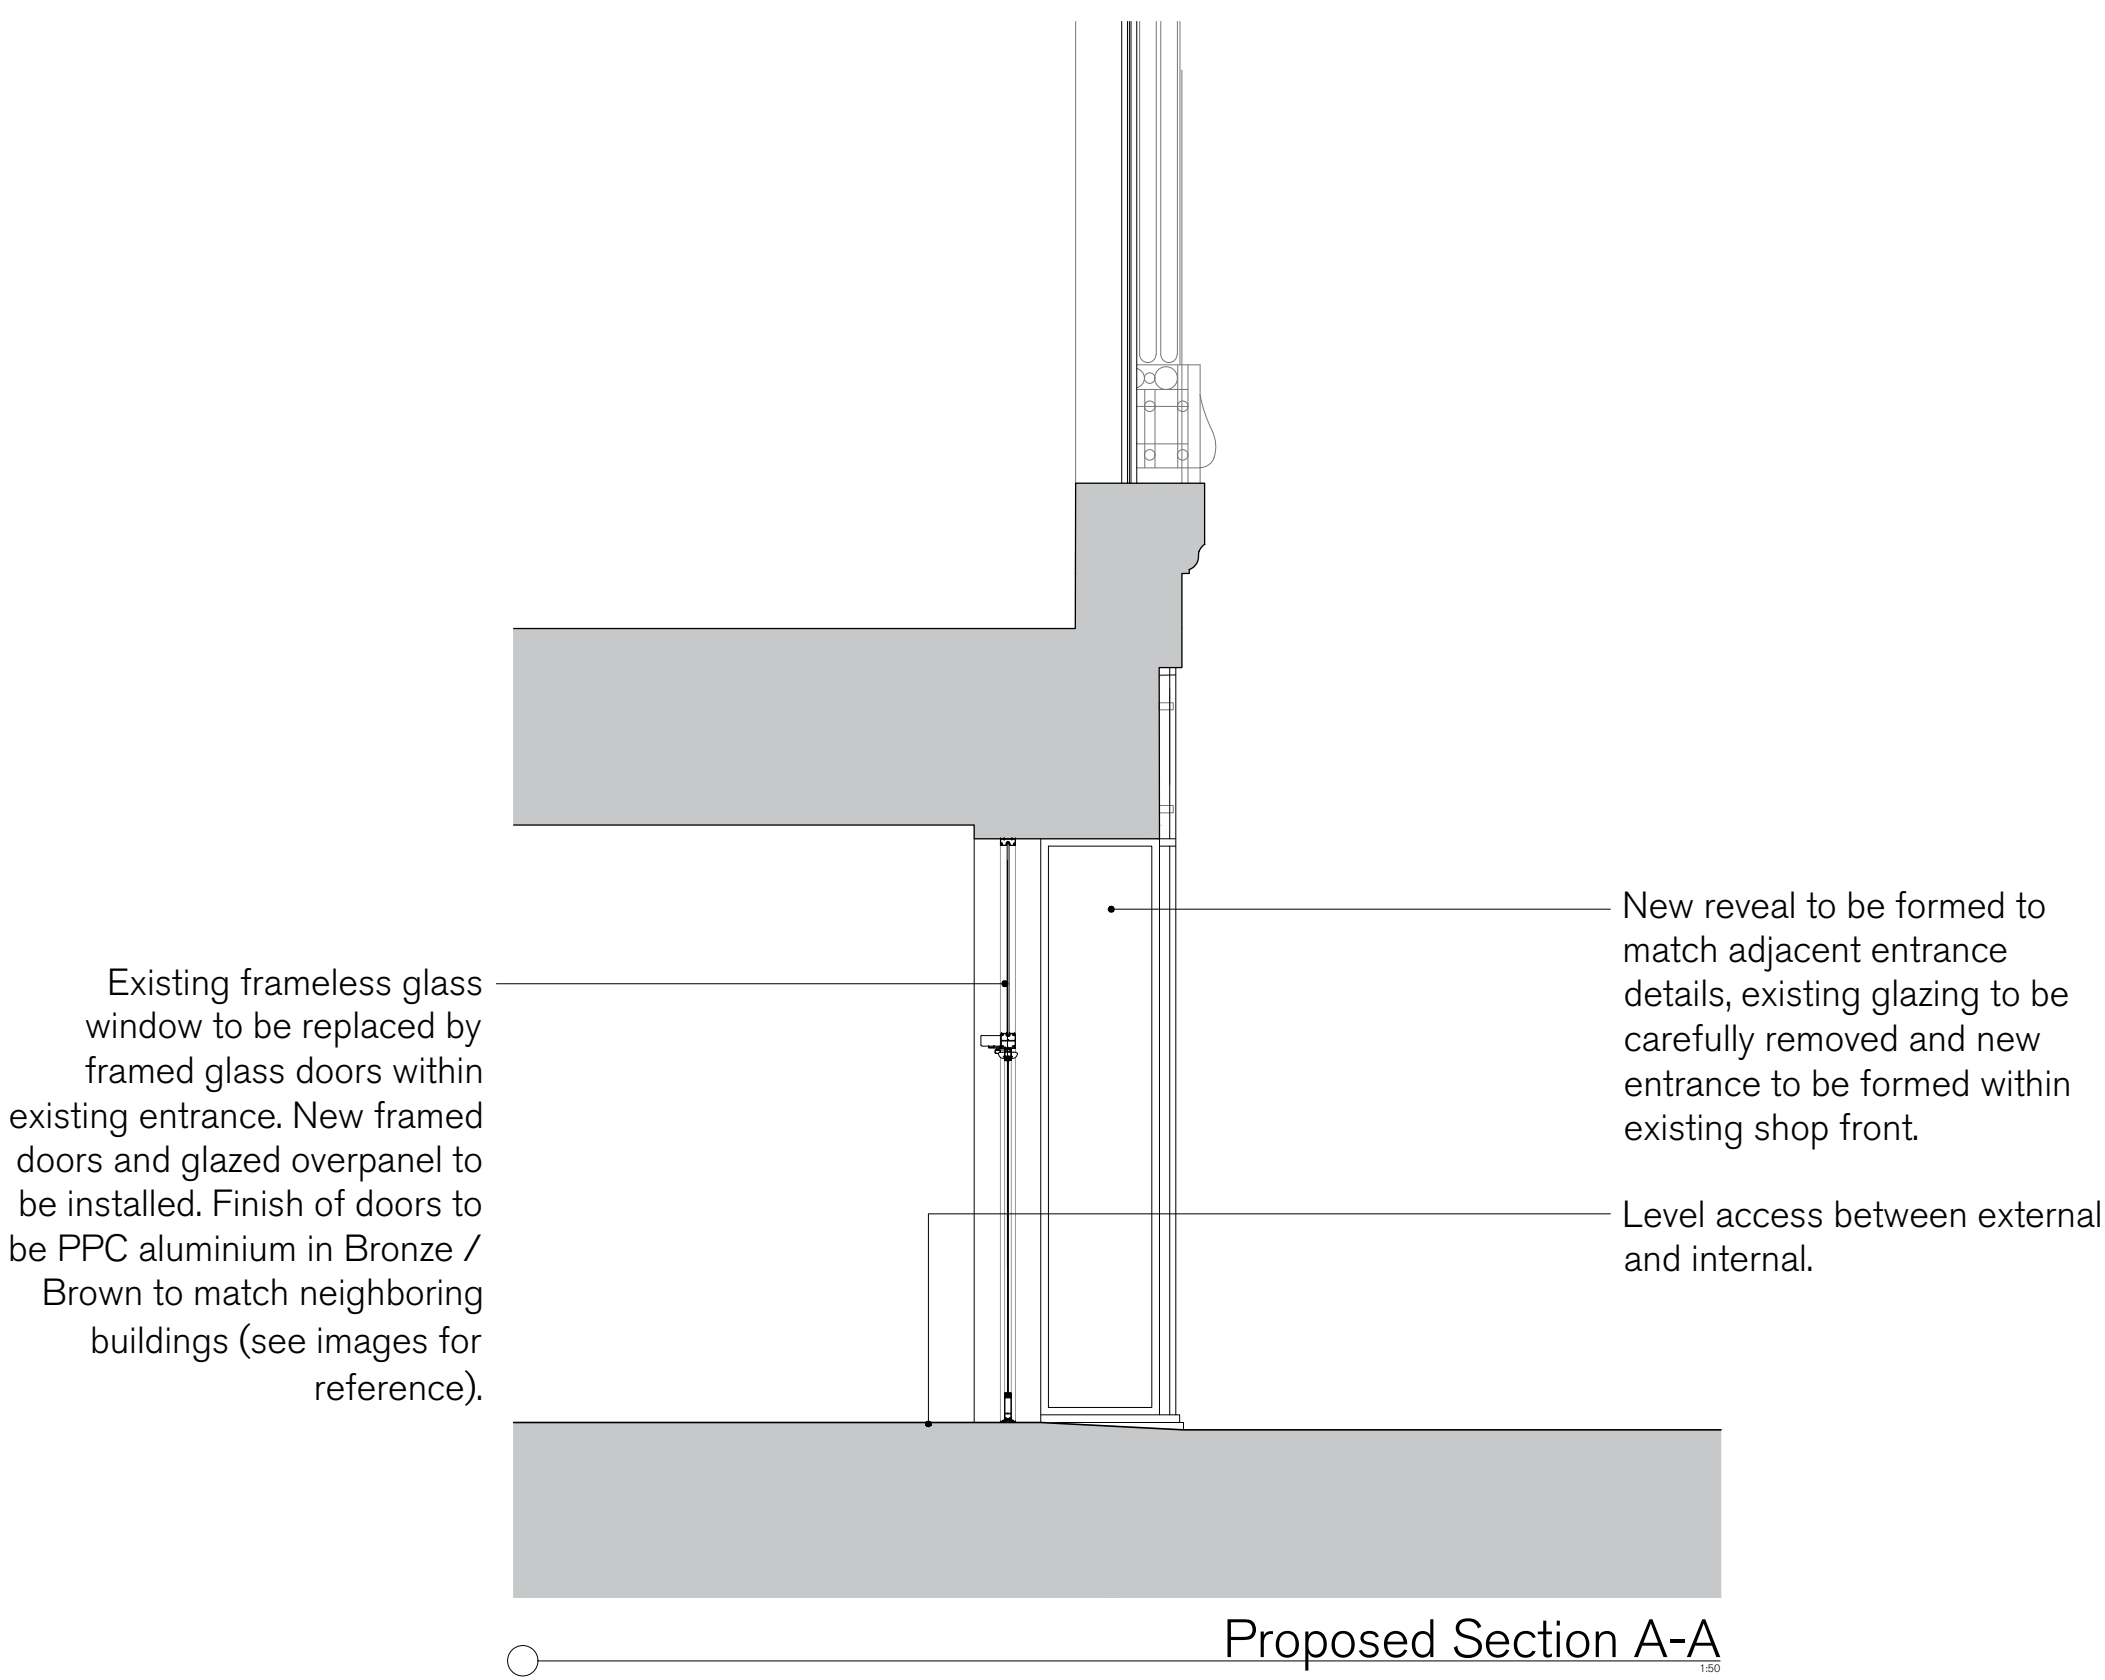 Existing frameless glass
window to be replaced by
framed glass doors within
existing entrance. New framed
doors and glazed overpanel to
be installed. Finish of doors to
be PPC aluminium in Bronze /
Brown to match neighboring
buildings (see images for
reference).
New reveal to be formed to
match adjacent entrance
details, existing glazing to be
carefully removed and new
entrance to be formed within
existing shop front.
Level access between external
and internal.
Proposed Section A-A
1:50